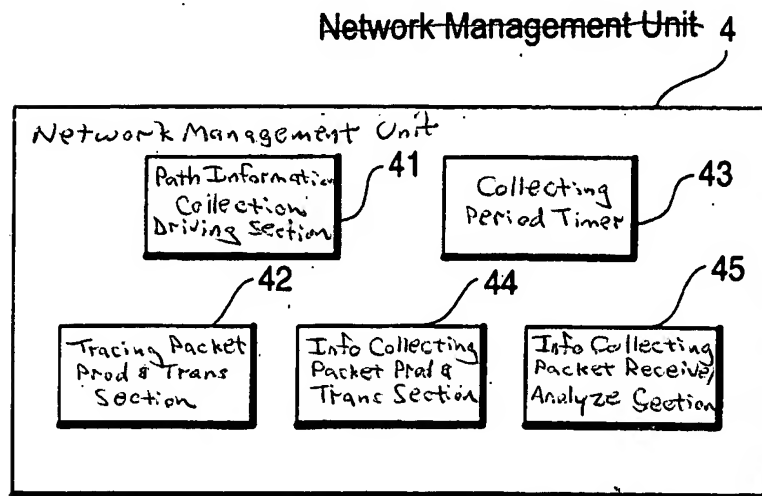 Network Management Unit 4
Network Management Unit
Path Information
Collection
Driving Section
41
Collecting
Period Timer
43
Tracing Packet
Prod & Trans
Section
42
Info Collecting
Packet Prod &
Trans Section
44
Info Collecting
Packet Receive/
Analyze Section
45